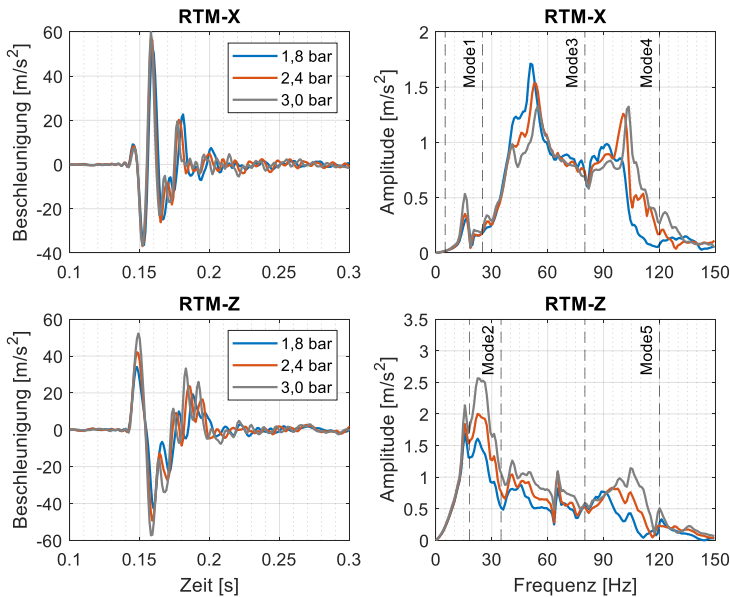 RTM-X
Beschleunigung [m/s²]
60
40
20
0
-20
-40
0.1
0.15
0.2
0.25
0.3
1,8 bar
2,4 bar
3,0 bar
RTM-X
Amplitude [m/s²]
2
1.5
1
0.5
0
0
30
60
90
120
150
Mode1
Mode3
Mode4
RTM-Z
Beschleunigung [m/s²]
60
40
20
0
-20
-40
-60
0.1
0.15
0.2
0.25
0.3
Zeit [s]
1,8 bar
2,4 bar
3,0 bar
RTM-Z
Amplitude [m/s²]
3.5
3
2.5
2
1.5
1
0.5
0
0
30
60
90
120
150
Frequenz [Hz]
Mode2
Mode5